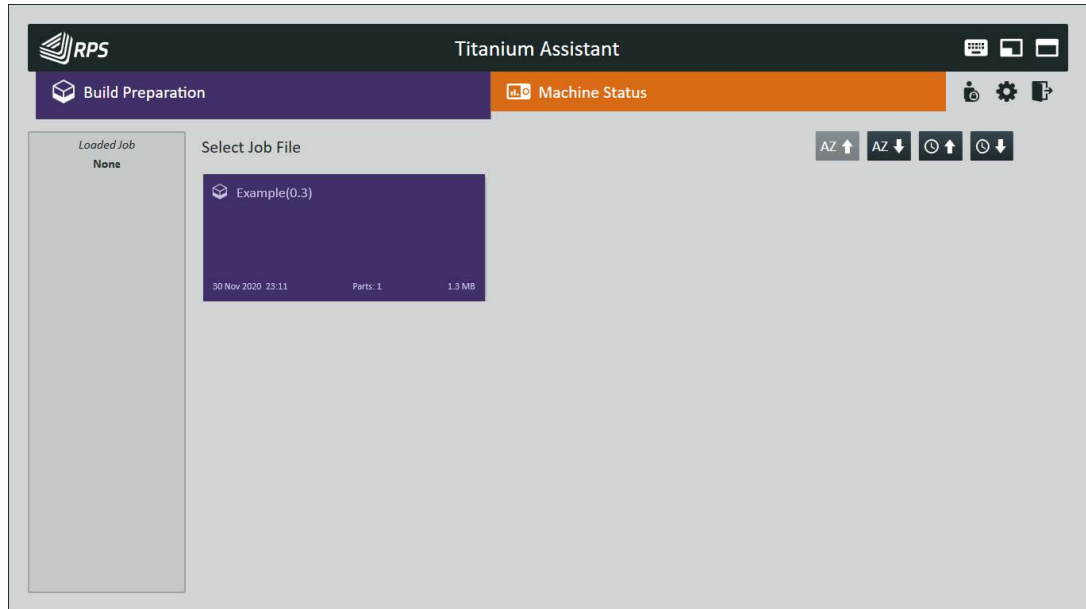 RPS
Titanium Assistant
Build Preparation
Machine Status
Loaded Job
None
Select Job File
AZ
AZ
Example(0.3)
30 Nov 2020 23:11 Parts: 1 1.3 MB